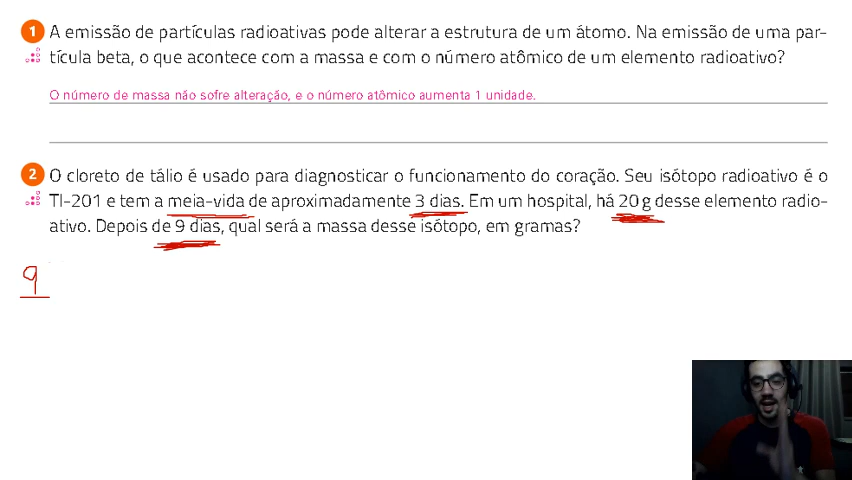 1 A emissão de partículas radioativas pode alterar a estrutura de um átomo. Na emissão de uma par-
tícula beta, o que acontece com a massa e com o número atômico de um elemento radioativo?
O número de massa não sofre alteração, e o número atômico aumenta 1 unidade.
2 O cloreto de tálio é usado para diagnosticar o funcionamento do coração. Seu isótopo radioativo é o
Tl-201 e tem a meia-vida de aproximadamente 3 dias. Em um hospital, há 20 g desse elemento radio-
ativo. Depois de 9 dias, qual será a massa desse isótopo, em gramas?
9